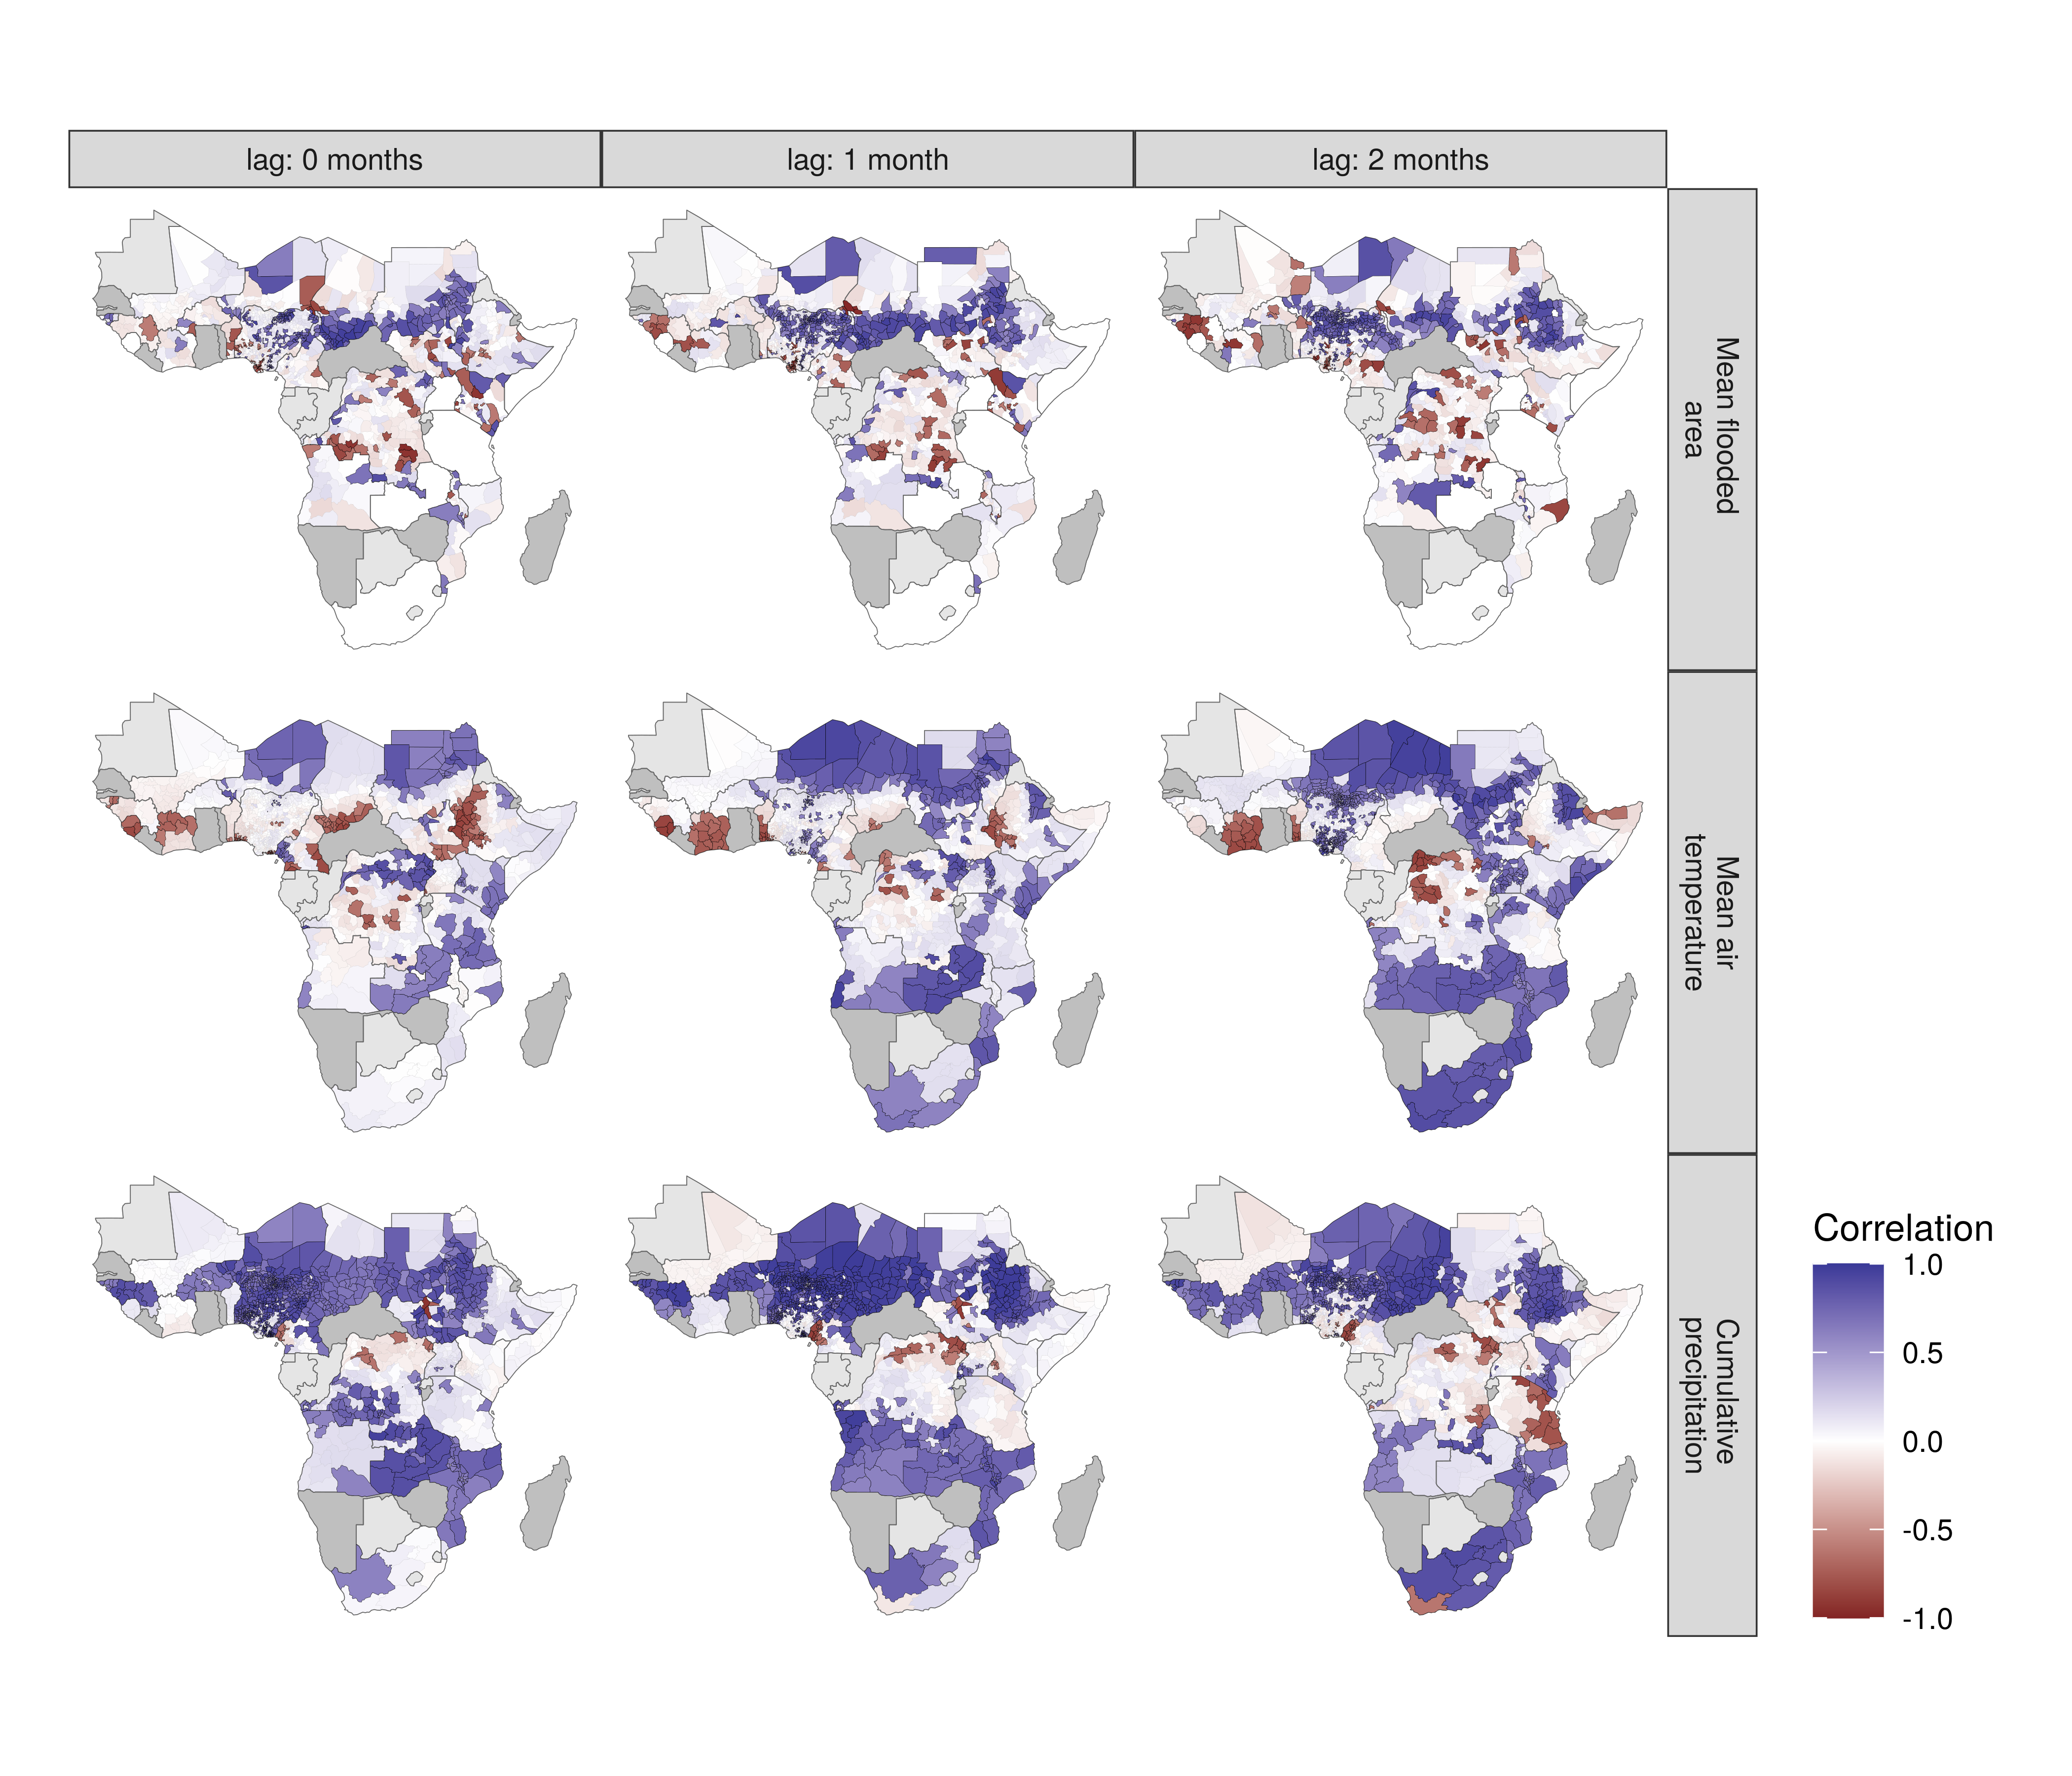 lag: 0 months
lag: 1 month
lag: 2 months
Mean flooded
area
Mean air
temperature
Cumulative
precipitation
Correlation
1.0
0.5
0.0
-0.5
-1.0